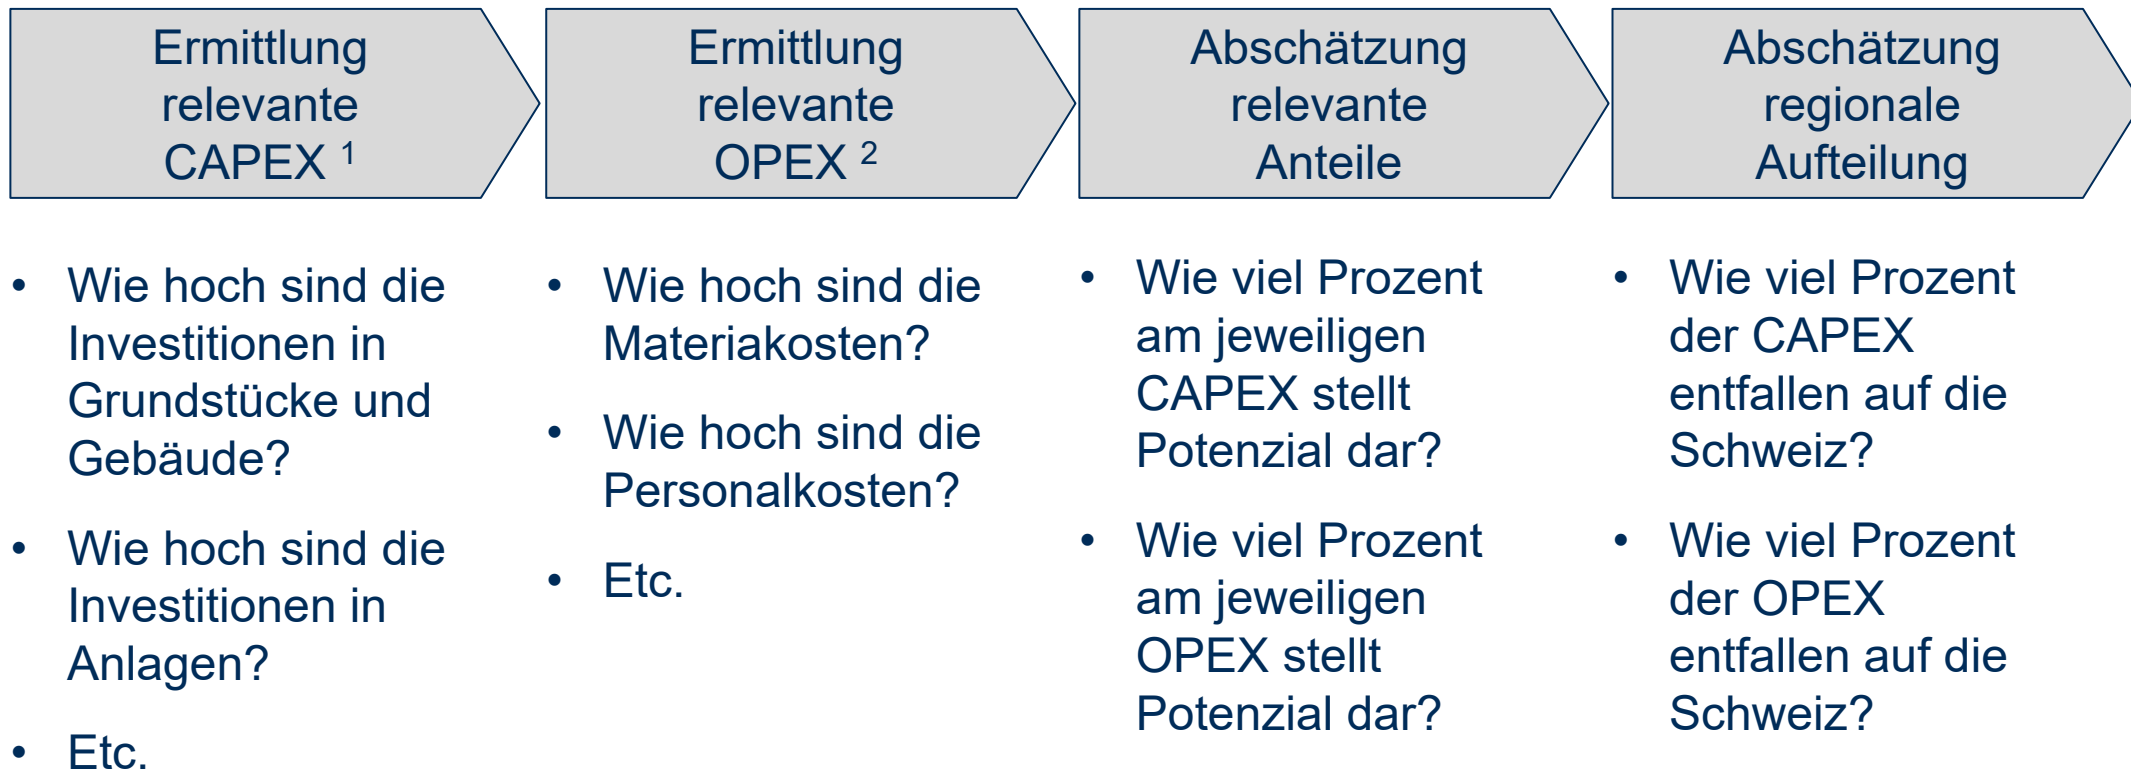 Ermittlung
relevante
CAPEX ¹
Ermittlung
relevante
OPEX ²
Abschätzung
relevante
Anteile
Abschätzung
regionale
Aufteilung
• Wie hoch sind die
Investitionen in
Grundstücke und
Gebäude?
• Wie hoch sind die
Investitionen in
Anlagen?
• Etc.
• Wie hoch sind die
Materiakosten?
• Wie hoch sind die
Personalkosten?
• Etc.
• Wie viel Prozent
am jeweiligen
CAPEX stellt
Potenzial dar?
• Wie viel Prozent
am jeweiligen
OPEX stellt
Potenzial dar?
• Wie viel Prozent
der CAPEX
entfallen auf die
Schweiz?
• Wie viel Prozent
der OPEX
entfallen auf die
Schweiz?